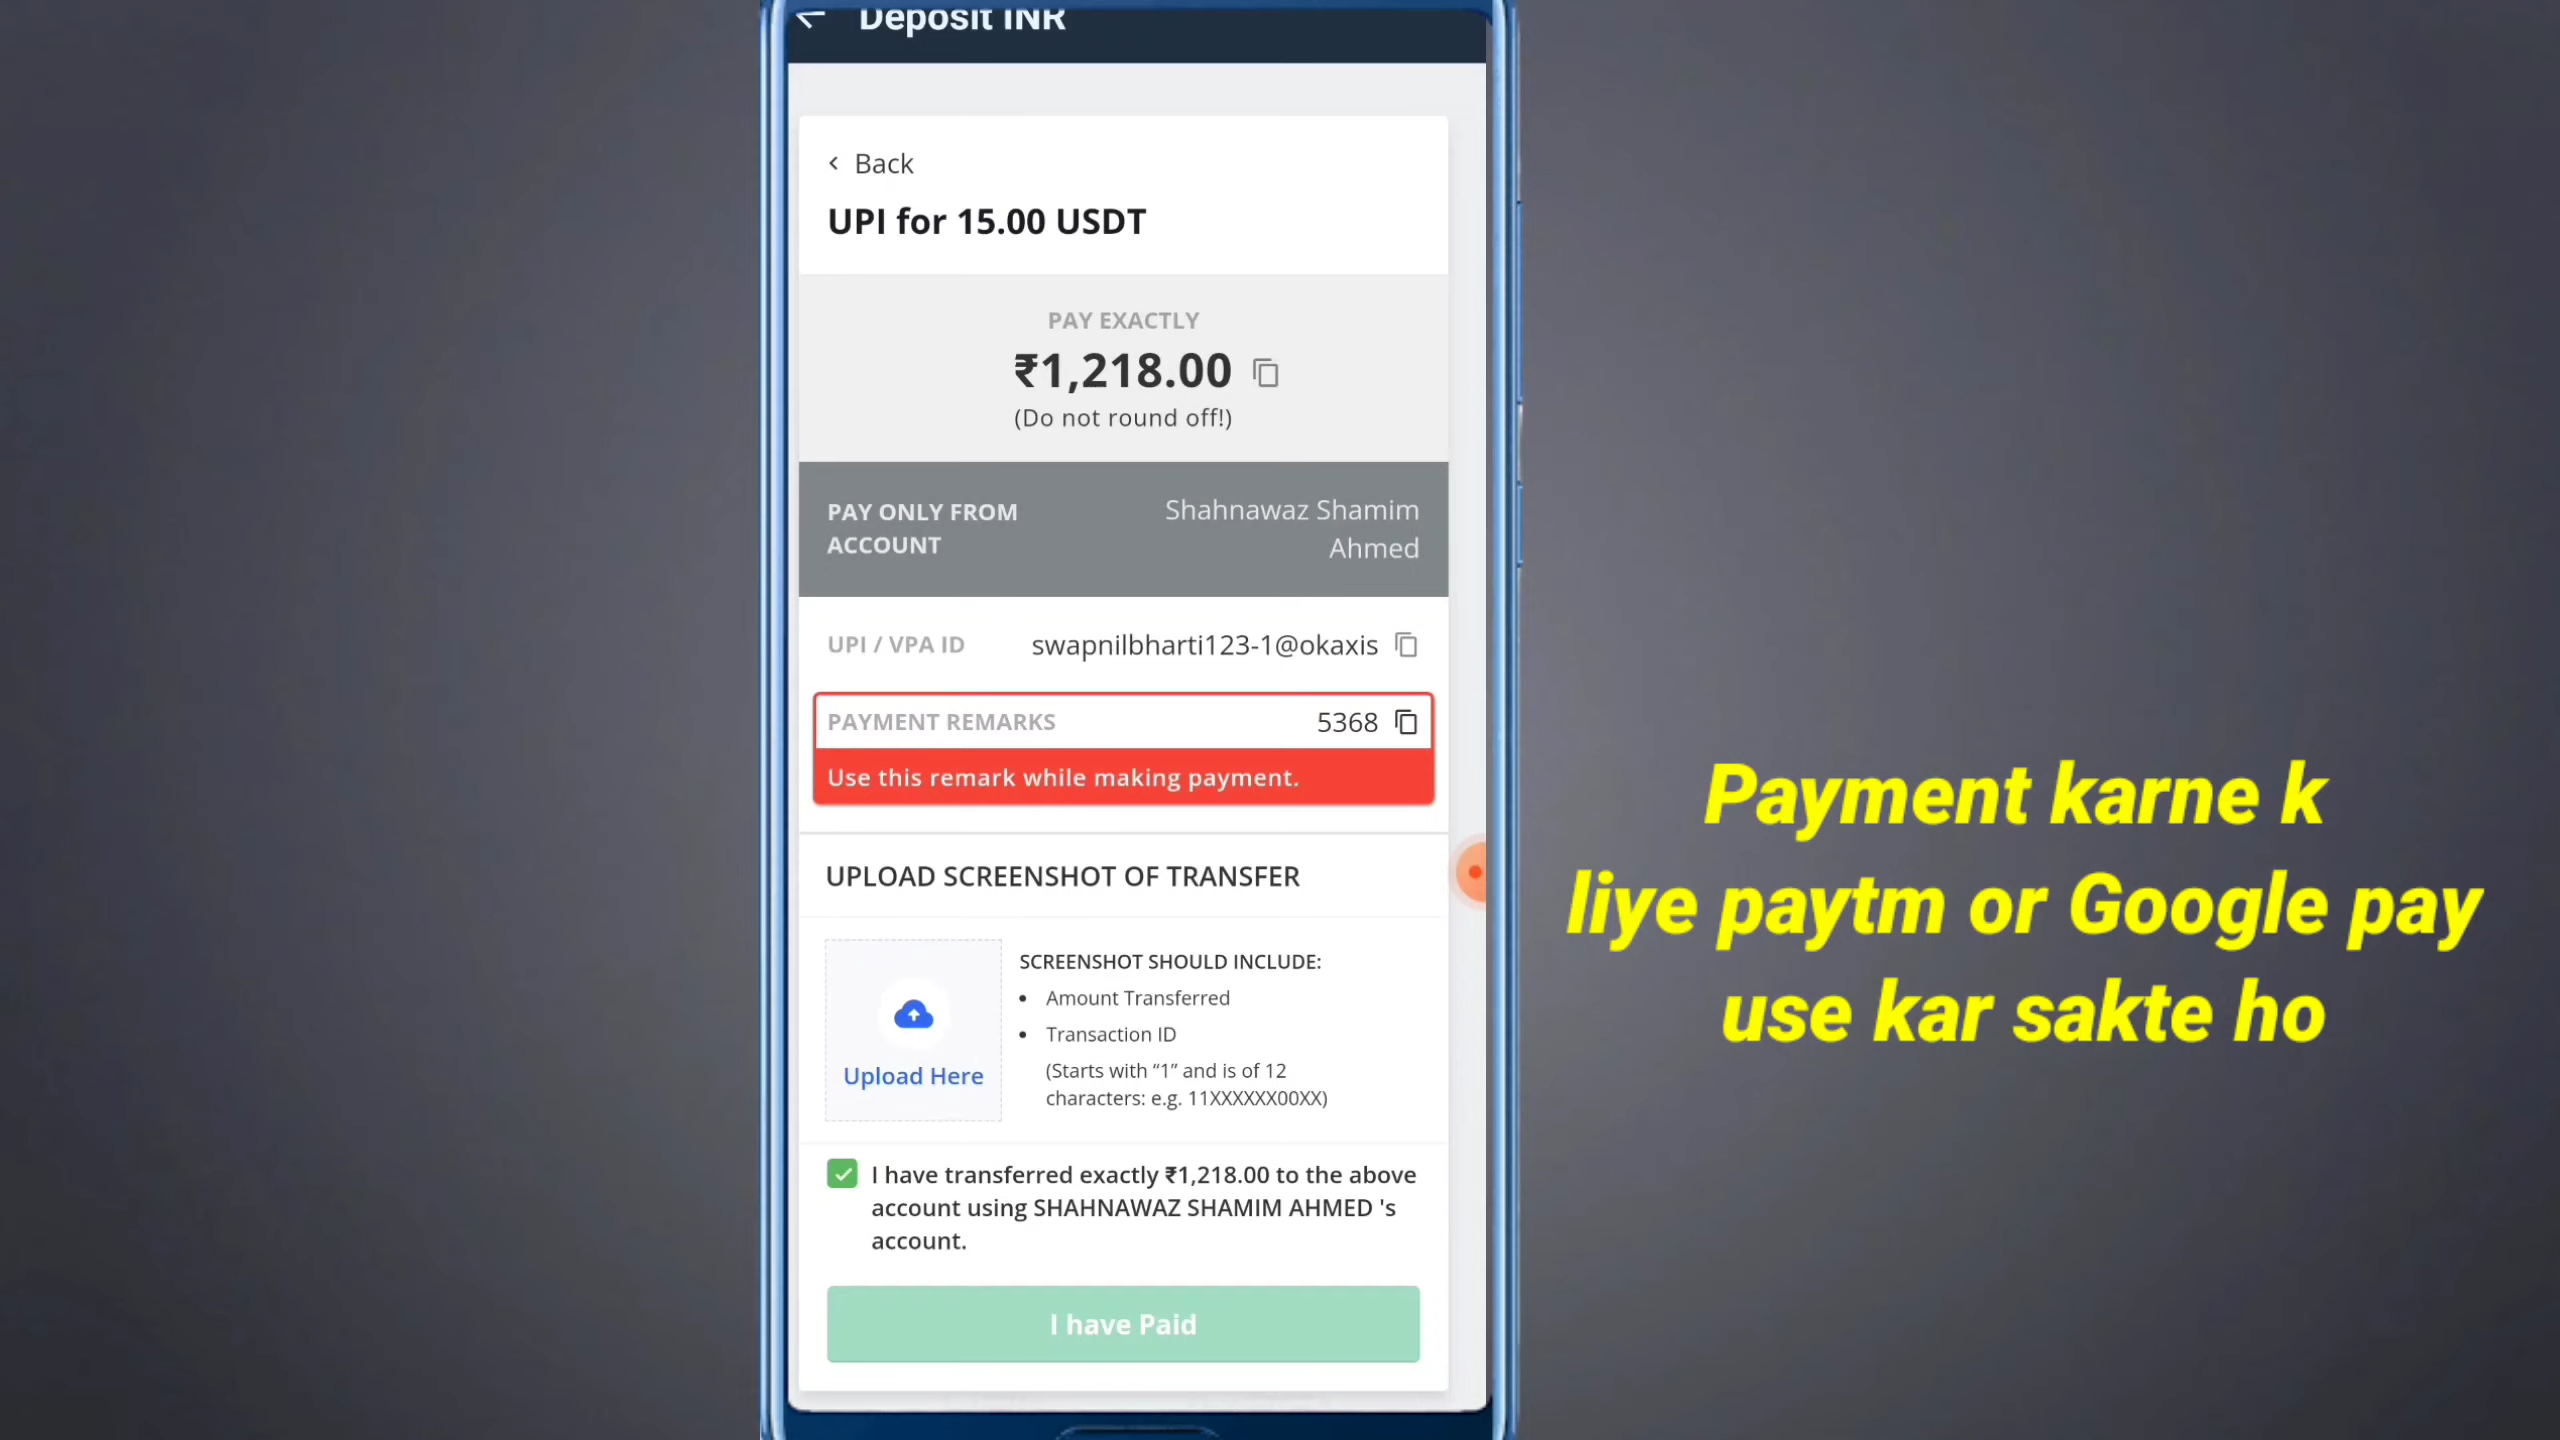 Deposit INR
Back
UPI for 15.00 USDT
PAY EXACTLY
₹1,218.00
(Do not round off!)
PAY ONLY FROM
ACCOUNT
Shahnawaz Shamim
Ahmed
UPI / VPA ID
swapnilbharti123-1@okaxis
PAYMENT REMARKS
5368
Use this remark while making payment.
UPLOAD SCREENSHOT OF TRANSFER
Upload Here
SCREENSHOT SHOULD INCLUDE:
• Amount Transferred
• Transaction ID
(Starts with “1” and is of 12
characters: e.g. 11XXXXXX00XX)
I have transferred exactly ₹1,218.00 to the above
account using SHAHNAWAZ SHAMIM AHMED 's
account.
I have Paid
Payment karne k
liye paytm or Google pay
use kar sakte ho